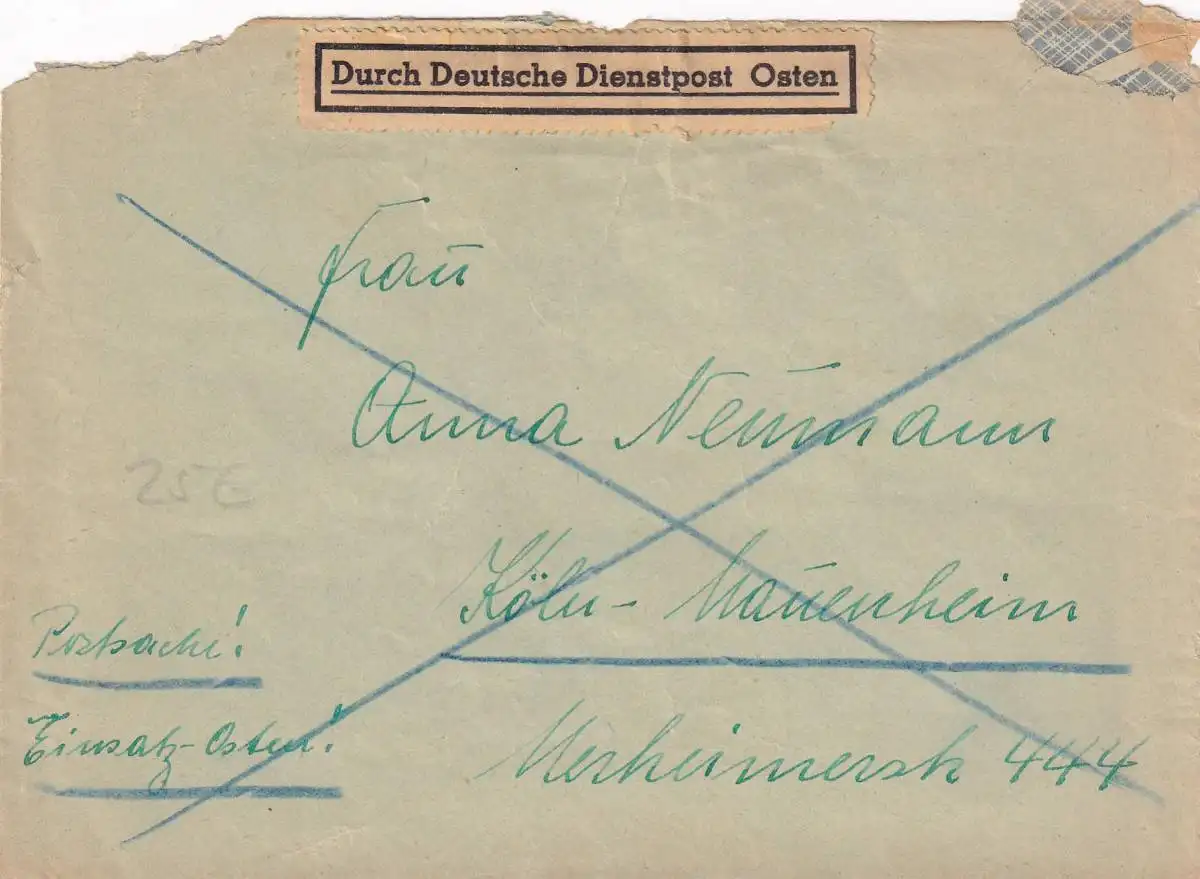 Durch Deutsche Dienstpost Osten
Frau
Anna Neumann
25E
Köln-Mauenheim
Postsache!
Einsatz-Osten!
Merheimerstr 444